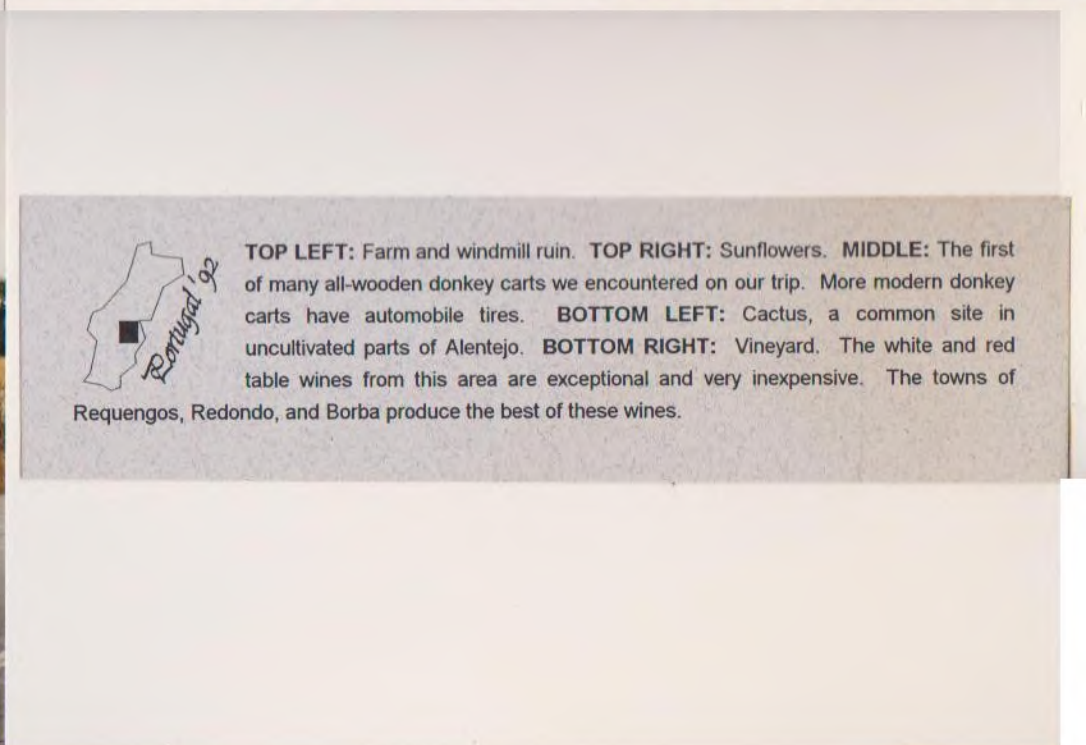 Portugal '92
TOP LEFT: Farm and windmill ruin. TOP RIGHT: Sunflowers. MIDDLE: The first
of many all-wooden donkey carts we encountered on our trip. More modern donkey
carts have automobile tires. BOTTOM LEFT: Cactus, a common site in
uncultivated parts of Alentejo. BOTTOM RIGHT: Vineyard. The white and red
table wines from this area are exceptional and very inexpensive. The towns of
Requengos, Redondo, and Borba produce the best of these wines.